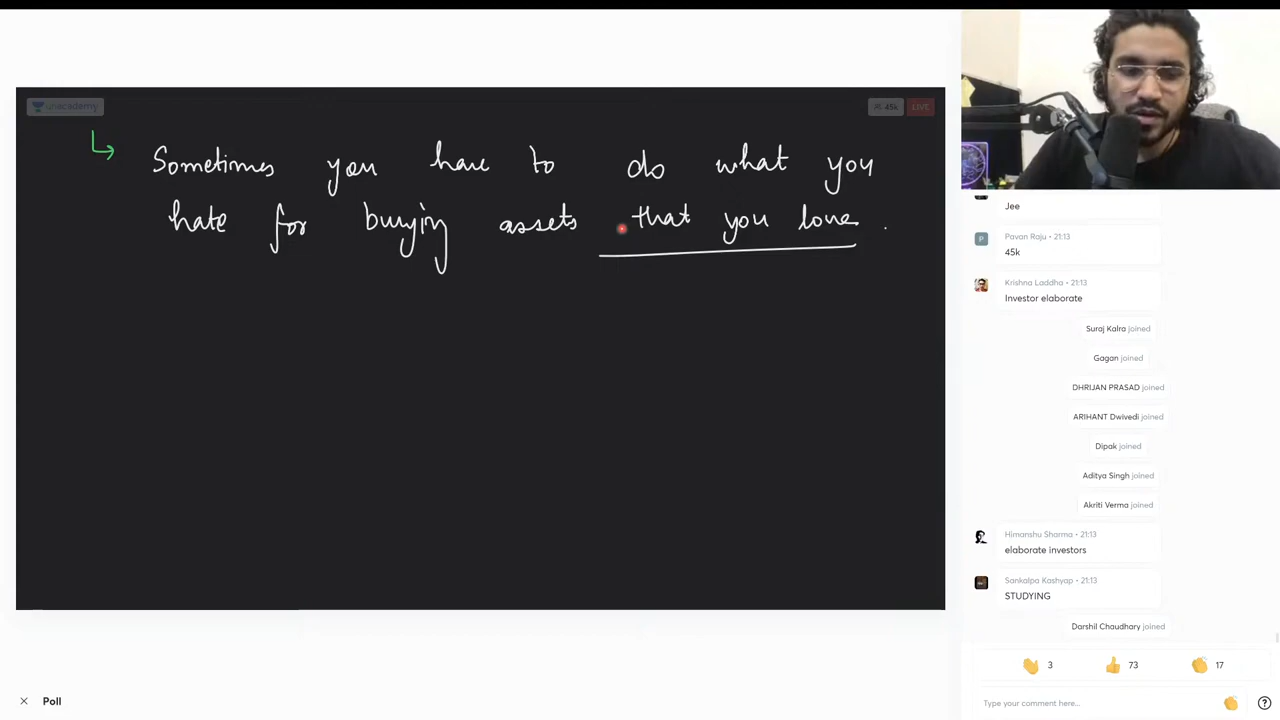 unacademy
45k
LIVE
Sometimes you have to do what you
hate for buying assets that you love.
Jee
P
Pavan Raju • 21:13
45k
Krishna Laddha • 21:13
Investor elaborate
Suraj Kalra joined
Gagan joined
DHRIJAN PRASAD joined
ARIHANT Dwivedi joined
Dipak joined
Aditya Singh joined
Akriti Verma joined
Himanshu Sharma • 21:13
elaborate investors
Sankalpa Kashyap • 21:13
STUDYING
Darshil Chaudhary joined
3
73
17
Type your comment here...
?
× Poll